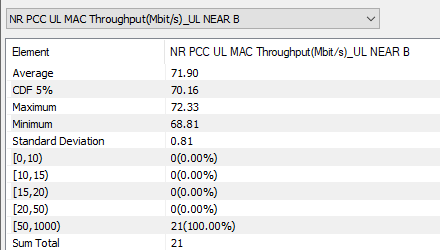 NR PCC UL MAC Throughput(Mbit/s)_UL NEAR B
Element NR PCC UL MAC Throughput(Mbit/s)_UL NEAR B
Average 71.90
CDF 5% 70.16
Maximum 72.33
Minimum 68.81
Standard Deviation 0.81
[0,10) 0(0.00%)
[10,15) 0(0.00%)
[15,20) 0(0.00%)
[20,50) 0(0.00%)
[50,1000) 21(100.00%)
Sum Total 21